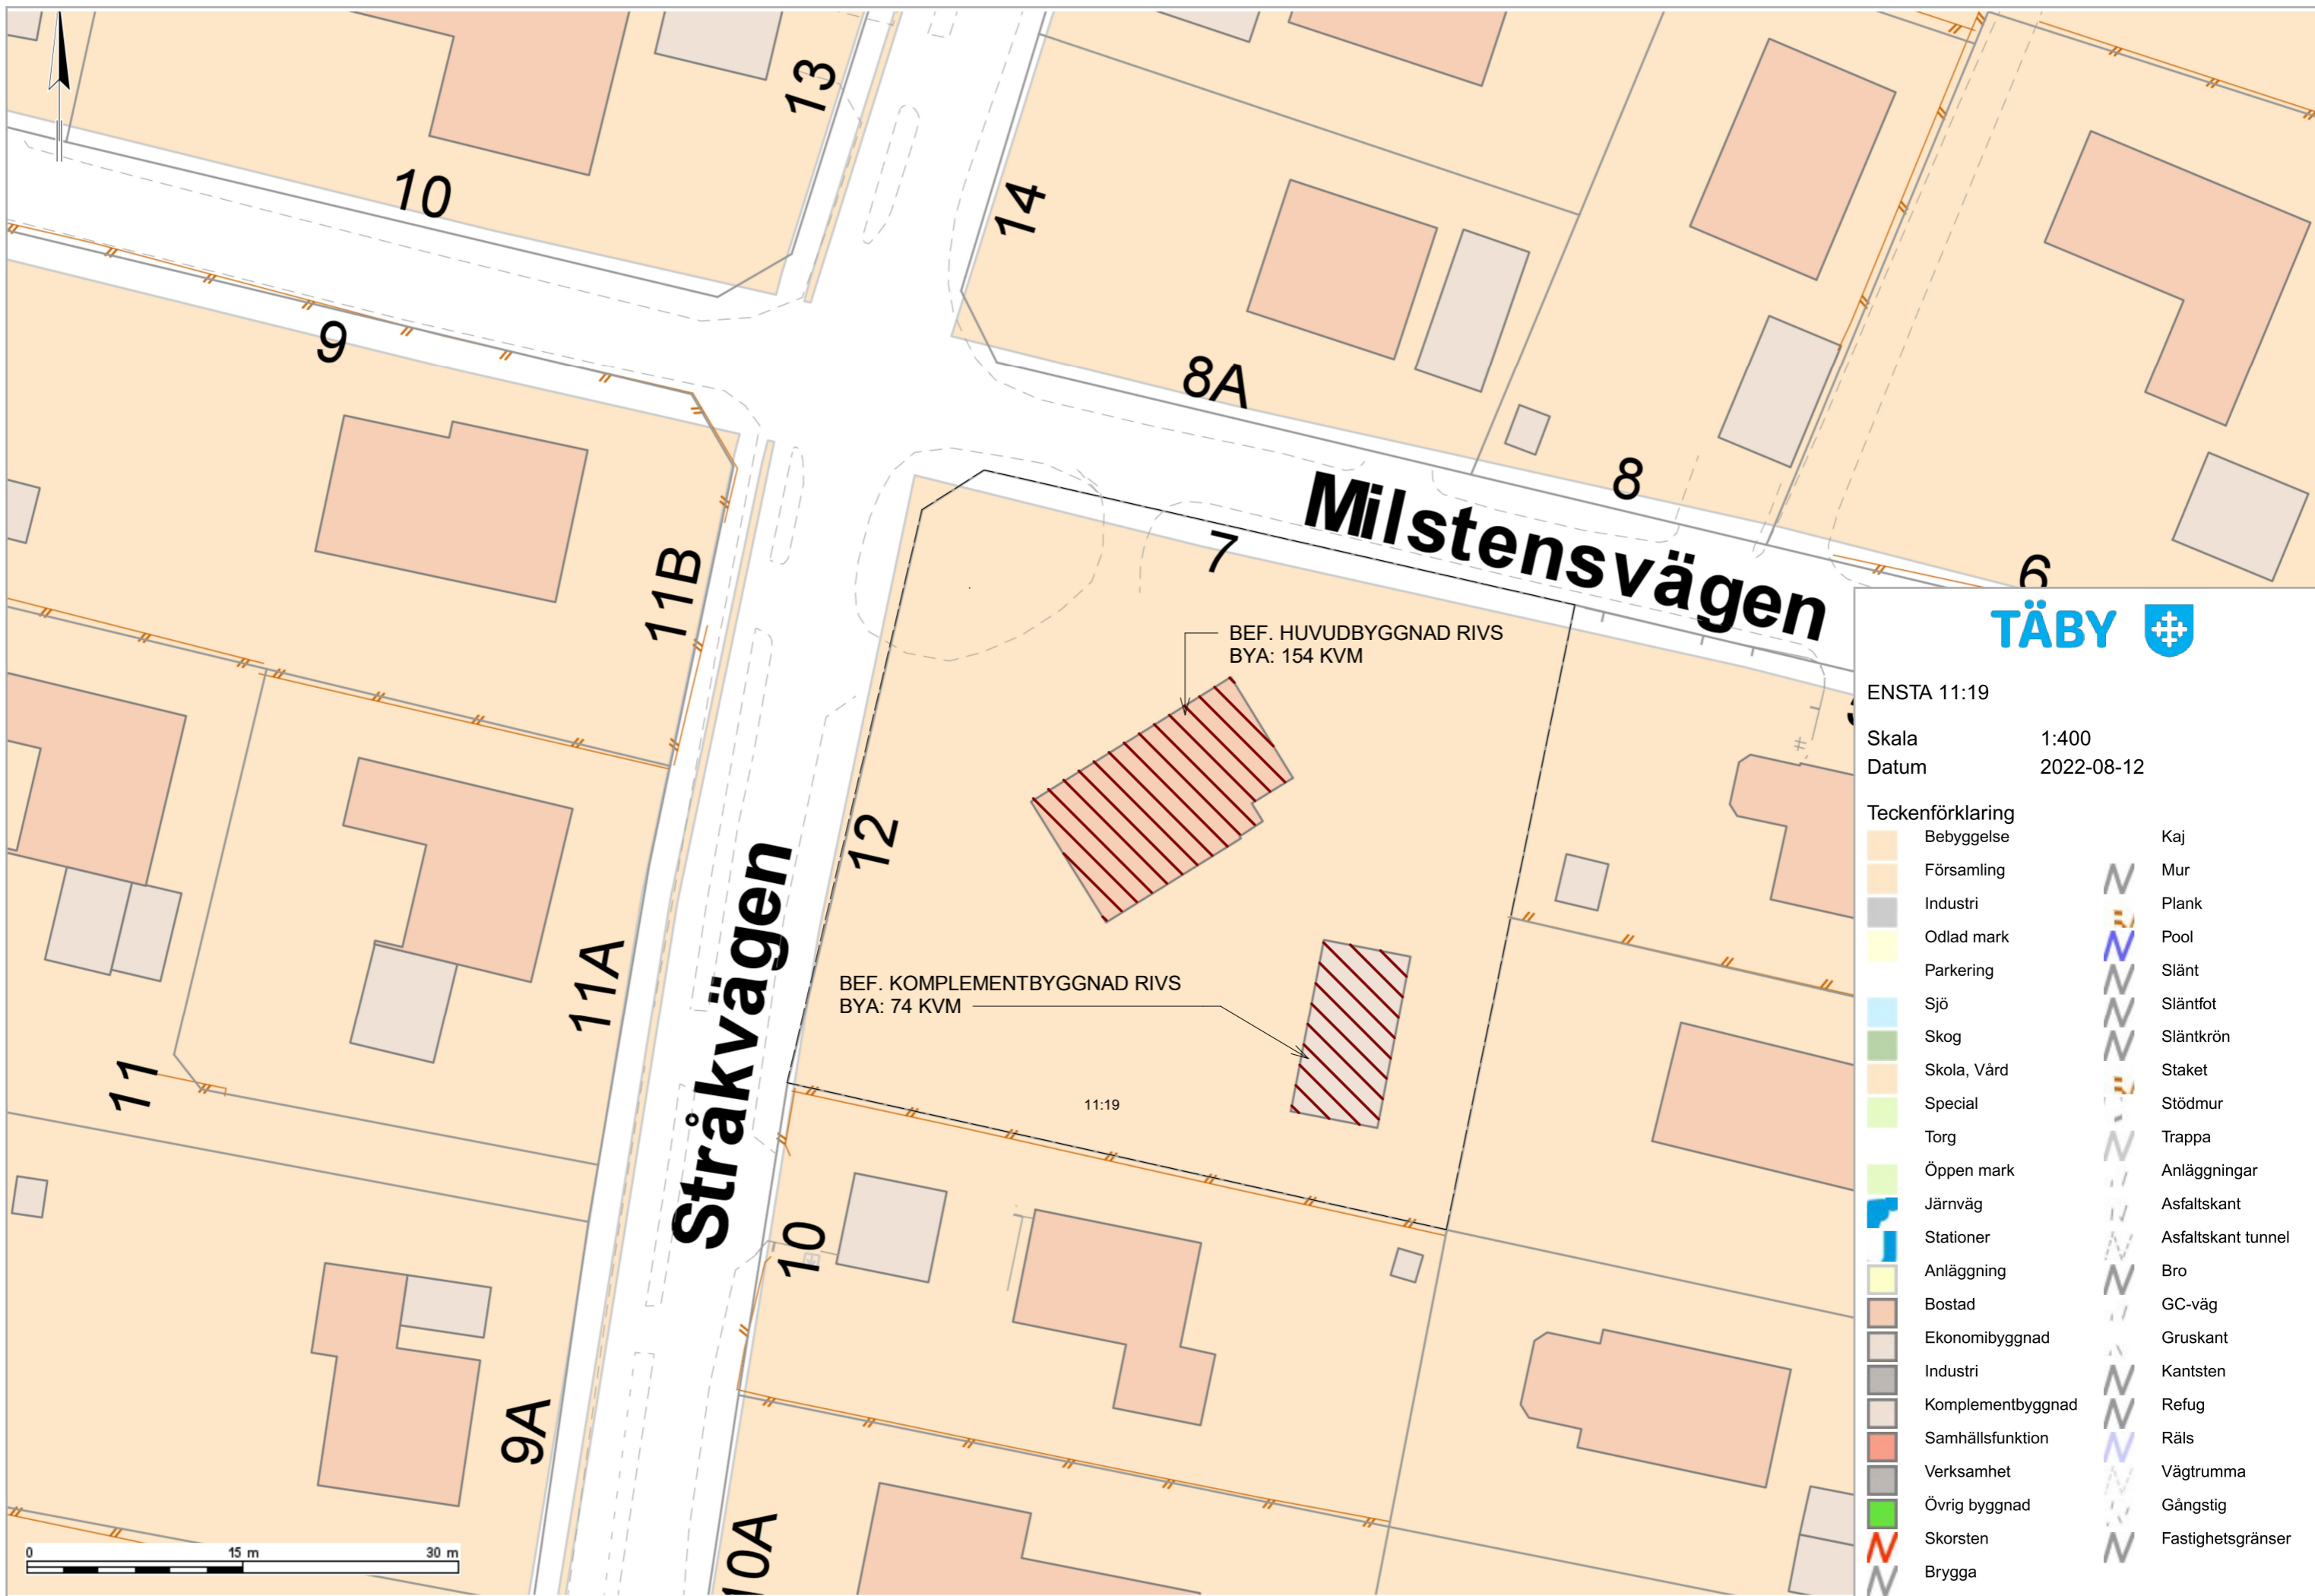 13
10
14
9
8A
8
Milstensvägen
7
6
11B
BEF. HUVUDBYGGNAD RIVS
BYA: 154 KVM
12
Stråkvägen
11A
BEF. KOMPLEMENTBYGGNAD RIVS
BYA: 74 KVM
11
11:19
10
9A
10A
0 15 m 30 m
TÄBY
ENSTA 11:19
Skala 1:400
Datum 2022-08-12
Teckenförklaring
Bebyggelse
Församling
Industri
Odlad mark
Parkering
Sjö
Skog
Skola, Vård
Special
Torg
Öppen mark
Järnväg
Stationer
Anläggning
Bostad
Ekonomibyggnad
Industri
Komplementbyggnad
Samhällsfunktion
Verksamhet
Övrig byggnad
Skorsten
Brygga
Kaj
Mur
Plank
Pool
Slänt
Släntfot
Släntkrön
Staket
Stödmur
Trappa
Anläggningar
Asfaltskant
Asfaltskant tunnel
Bro
GC-väg
Gruskant
Kantsten
Refug
Räls
Vägtrumma
Gångstig
Fastighetsgränser